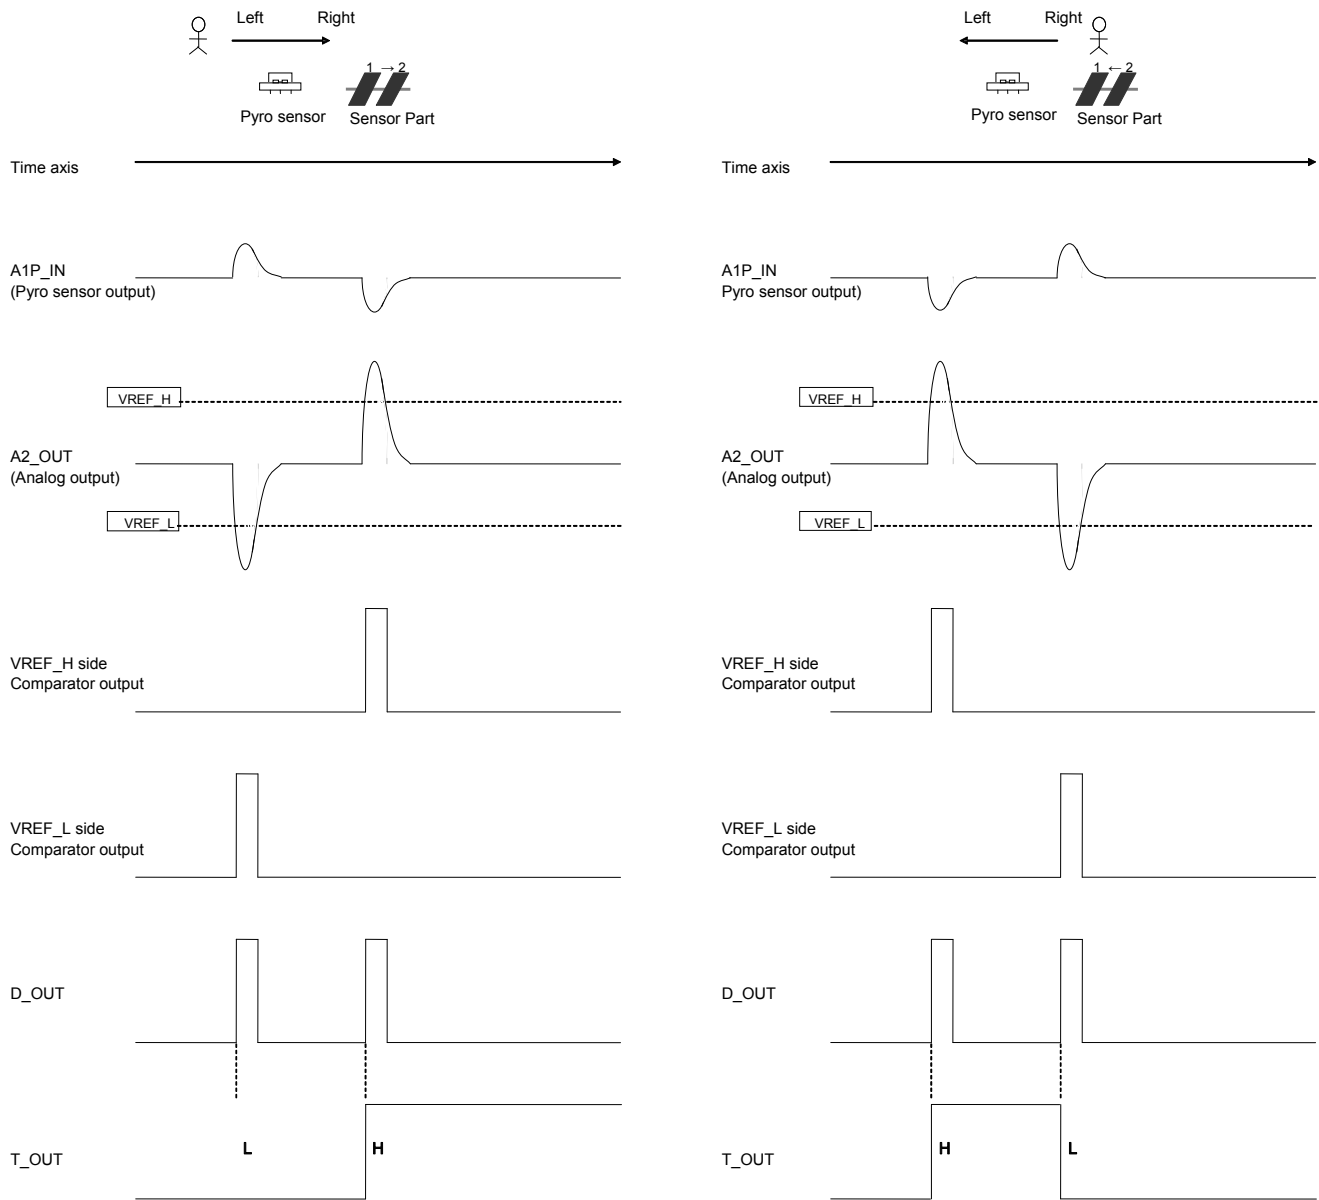 Left Right
1 → 2
Pyro sensor Sensor Part
Time axis
A1P_IN
(Pyro sensor output)
VREF_H
A2_OUT
(Analog output)
VREF_L
VREF_H side
Comparator output
VREF_L side
Comparator output
D_OUT
L H
T_OUT
Left Right
1 ← 2
Pyro sensor Sensor Part
Time axis
A1P_IN
Pyro sensor output)
VREF_H
A2_OUT
(Analog output)
VREF_L
VREF_H side
Comparator output
VREF_L side
Comparator output
D_OUT
H L
T_OUT